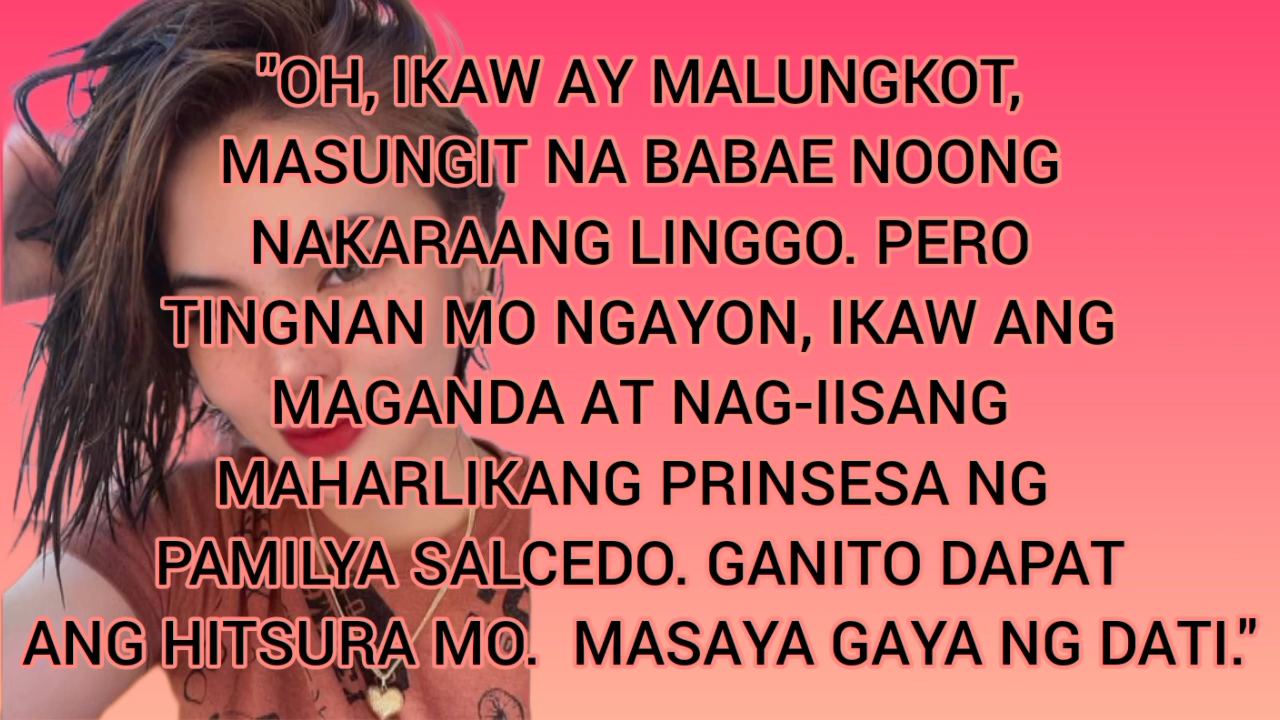 "OH, IKAW AY MALUNGKOT,
MASUNGIT NA BABAE NOONG
NAKARAANG LINGGO. PERO
TINGNAN MO NGAYON, IKAW ANG
MAGANDA AT NAG-IISANG
MAHARLIKANG PRINSESA NG
PAMILYA SALCEDO. GANITO DAPAT
ANG HITSURA MO.  MASAYA GAYA NG DATI."